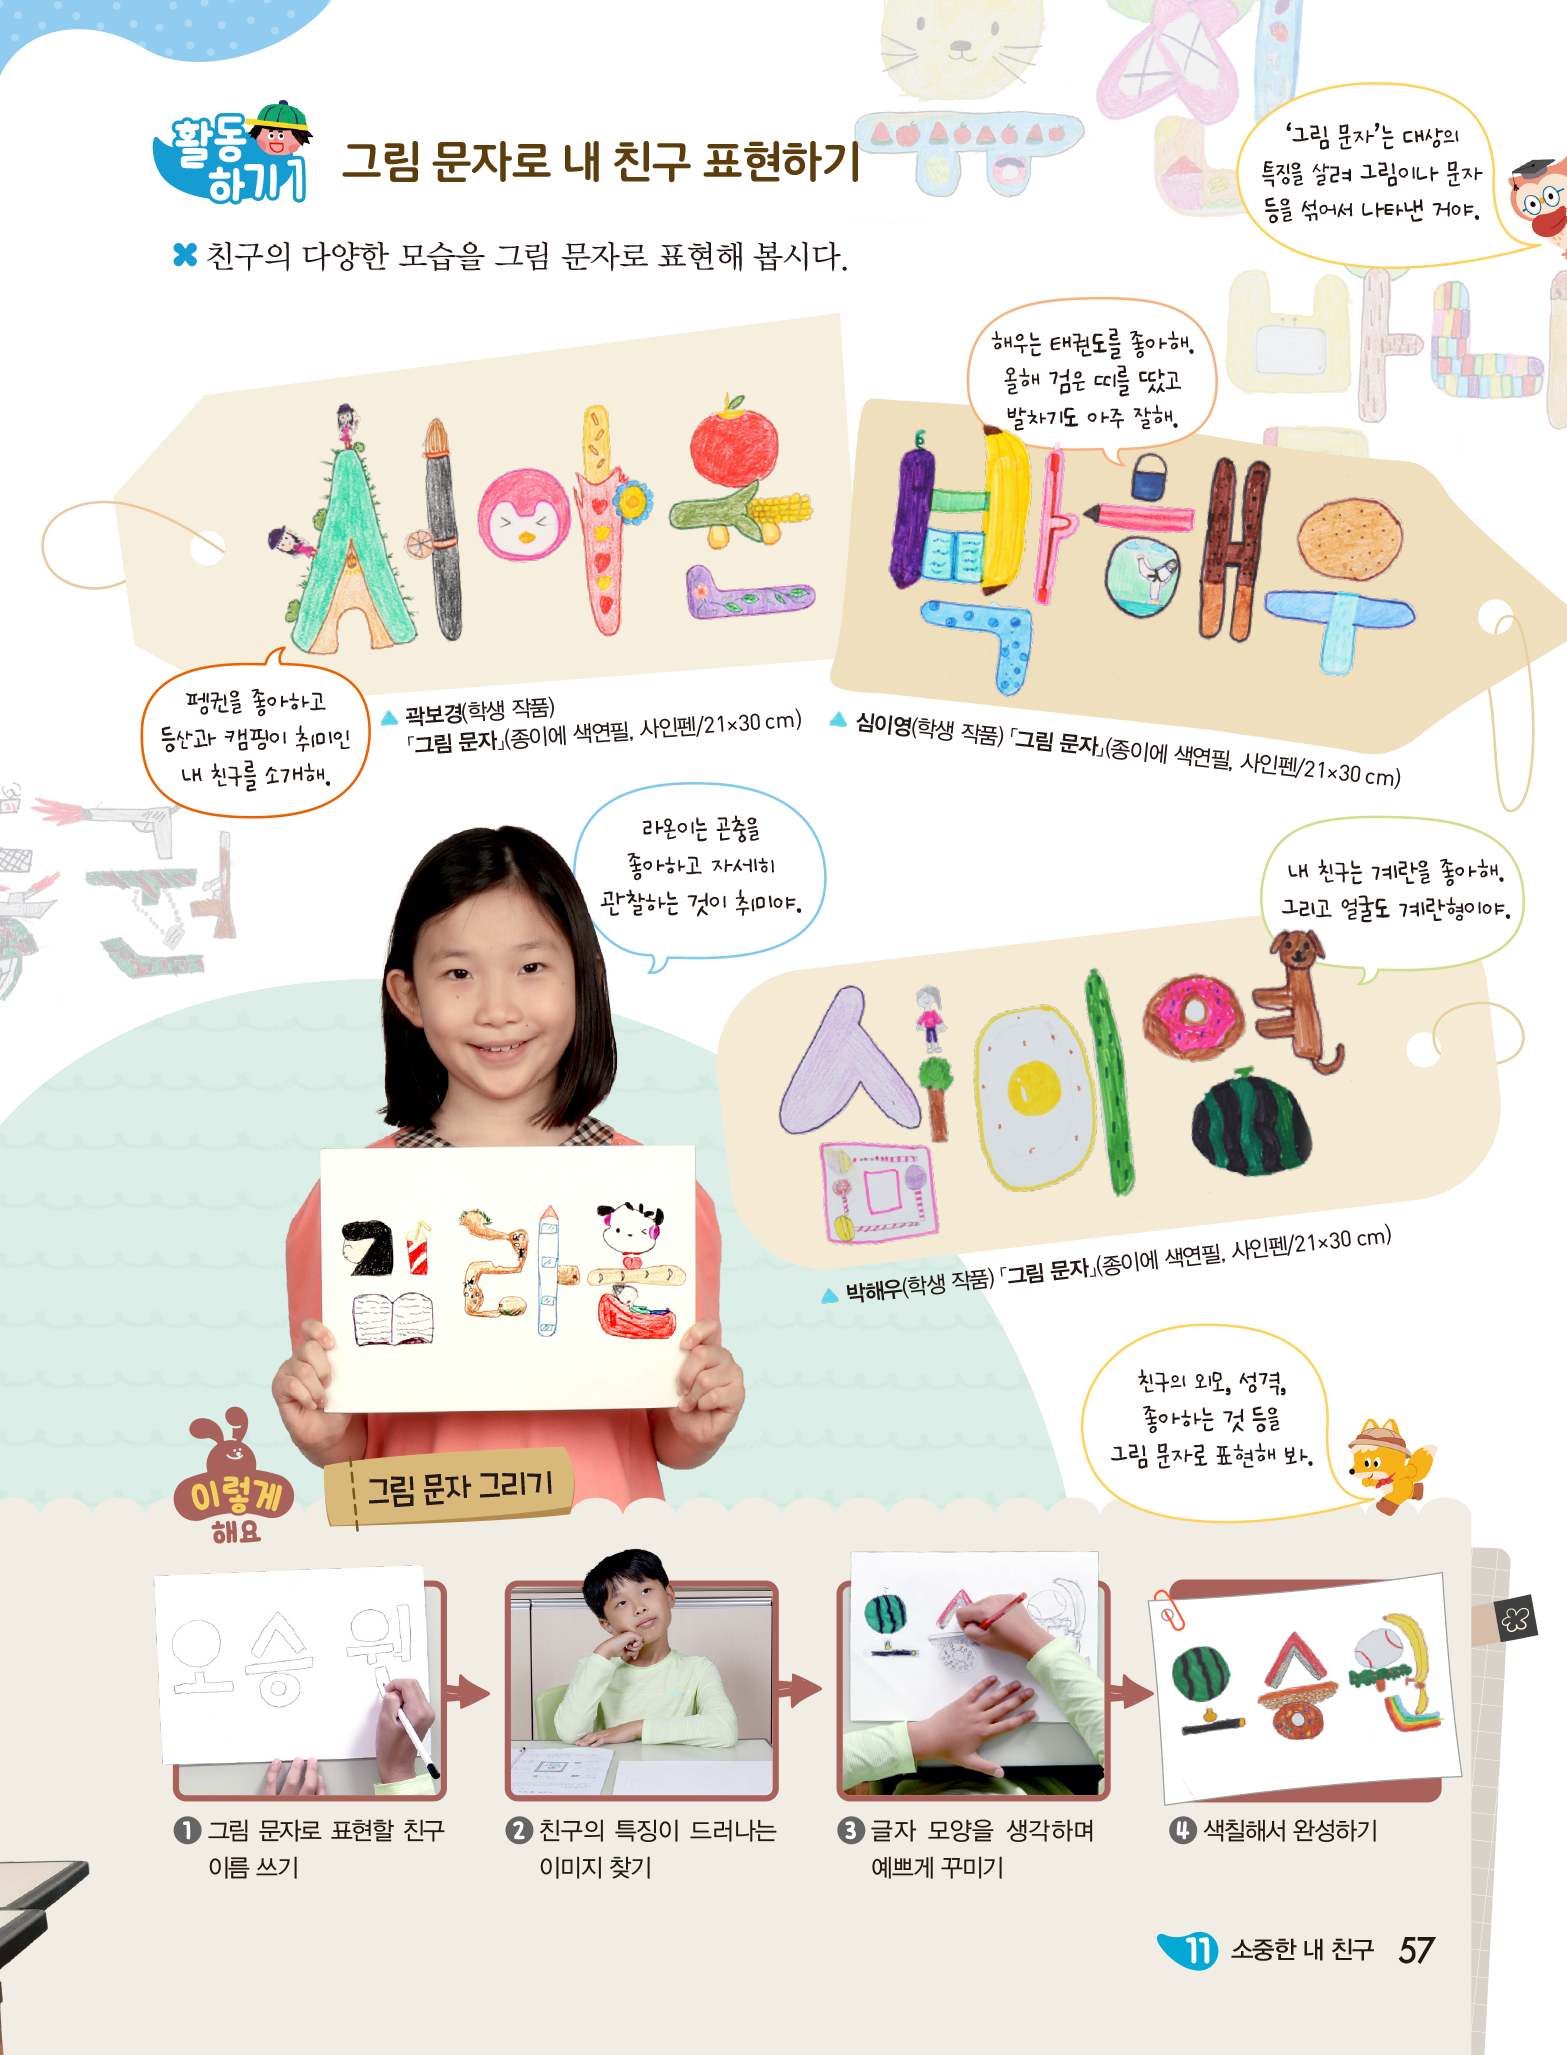 활동
하기 1
그림 문자로 내 친구 표현하기
‘그림 문자’는 대상의
특징을 살려 그림이나 문자
등을 섞어서 나타낸 거야.
친구의 다양한 모습을 그림 문자로 표현해 봅시다.
해우는 태권도를 좋아해.
올해 검은 띠를 땄고
발차기도 아주 잘해.
시아온
박해우
펭귄을 좋아하고
등산과 캠핑이 취미인
내 친구를 소개해.
곽보경(학생 작품)
「그림 문자」(종이에 색연필, 사인펜/21×30 cm)
심이영(학생 작품) 「그림 문자」(종이에 색연필, 사인펜/21×30 cm)
라온이는 곤충을
좋아하고 자세히
관찰하는 것이 취미야.
내 친구는 계란을 좋아해.
그리고 얼굴도 계란형이야.
심이영
김라온
박해우(학생 작품) 「그림 문자」(종이에 색연필, 사인펜/21×30 cm)
친구의 외모, 성격,
좋아하는 것 등을
그림 문자로 표현해 봐.
이렇게
해요
그림 문자 그리기
오승원
오승원
오승원
1 그림 문자로 표현할 친구
이름 쓰기
2 친구의 특징이 드러나는
이미지 찾기
3 글자 모양을 생각하며
예쁘게 꾸미기
4 색칠해서 완성하기
11 소중한 내 친구 57